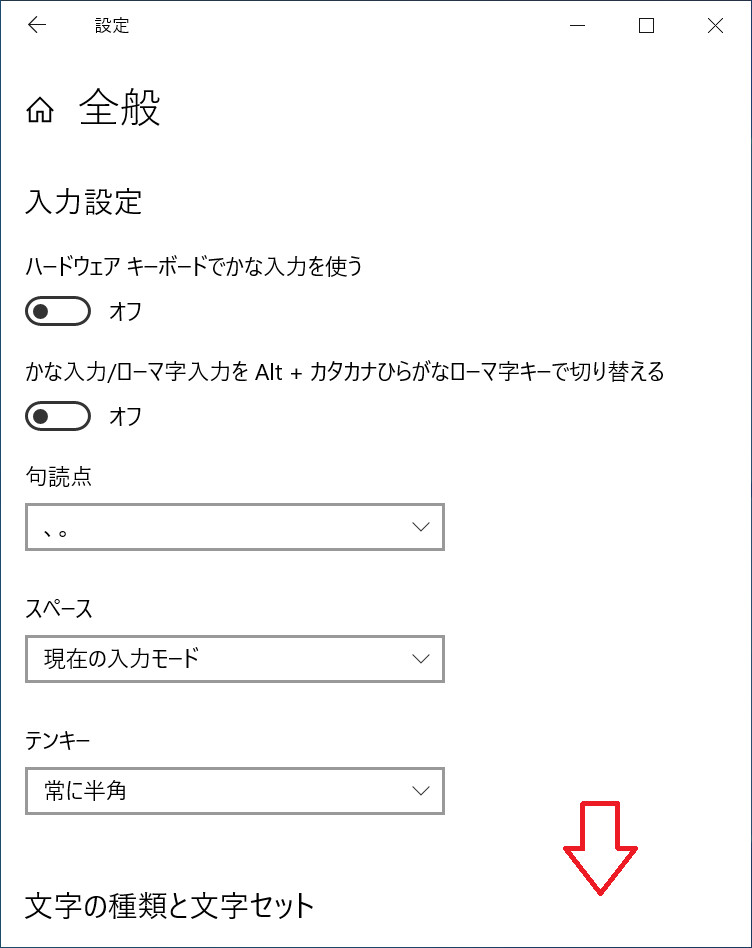 設定
全般
入力設定
ハードウェア キーボードでかな入力を使う
オフ
かな入力/ローマ字入力を Alt + カタカナひらがなローマ字キーで切り替える
オフ
句読点
、。
スペース
現在の入力モード
テンキー
常に半角
文字の種類と文字セット